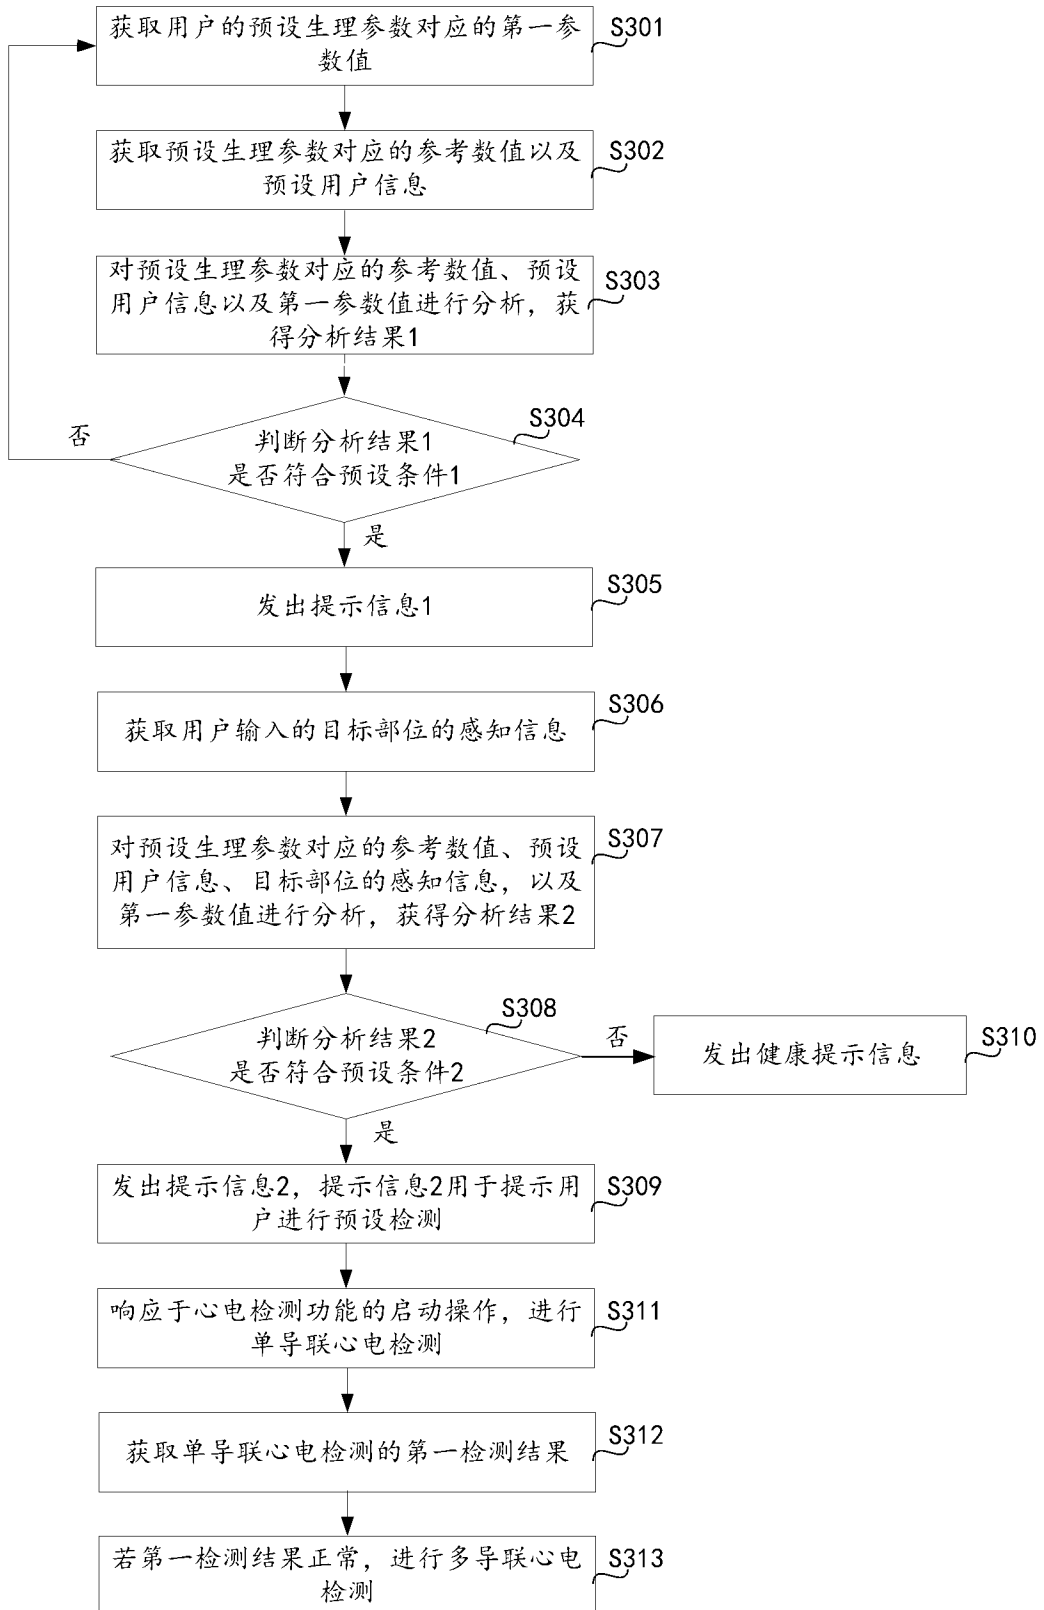 获取用户的预设生理参数对应的第一参
数值
S301
获取预设生理参数对应的参考数值以及
预设用户信息
S302
对预设生理参数对应的参考数值、预设
用户信息以及第一参数值进行分析，获
得分析结果1
S303
判断分析结果1
是否符合预设条件1
S304
否
是
发出提示信息1
S305
获取用户输入的目标部位的感知信息
S306
对预设生理参数对应的参考数值、预设
用户信息、目标部位的感知信息，以及
第一参数值进行分析，获得分析结果2
S307
判断分析结果2
是否符合预设条件2
S308
否
发出健康提示信息
S310
是
发出提示信息2，提示信息2用于提示用
户进行预设检测
S309
响应于心电检测功能的启动操作，进行
单导联心电检测
S311
获取单导联心电检测的第一检测结果
S312
若第一检测结果正常，进行多导联心电
检测
S313